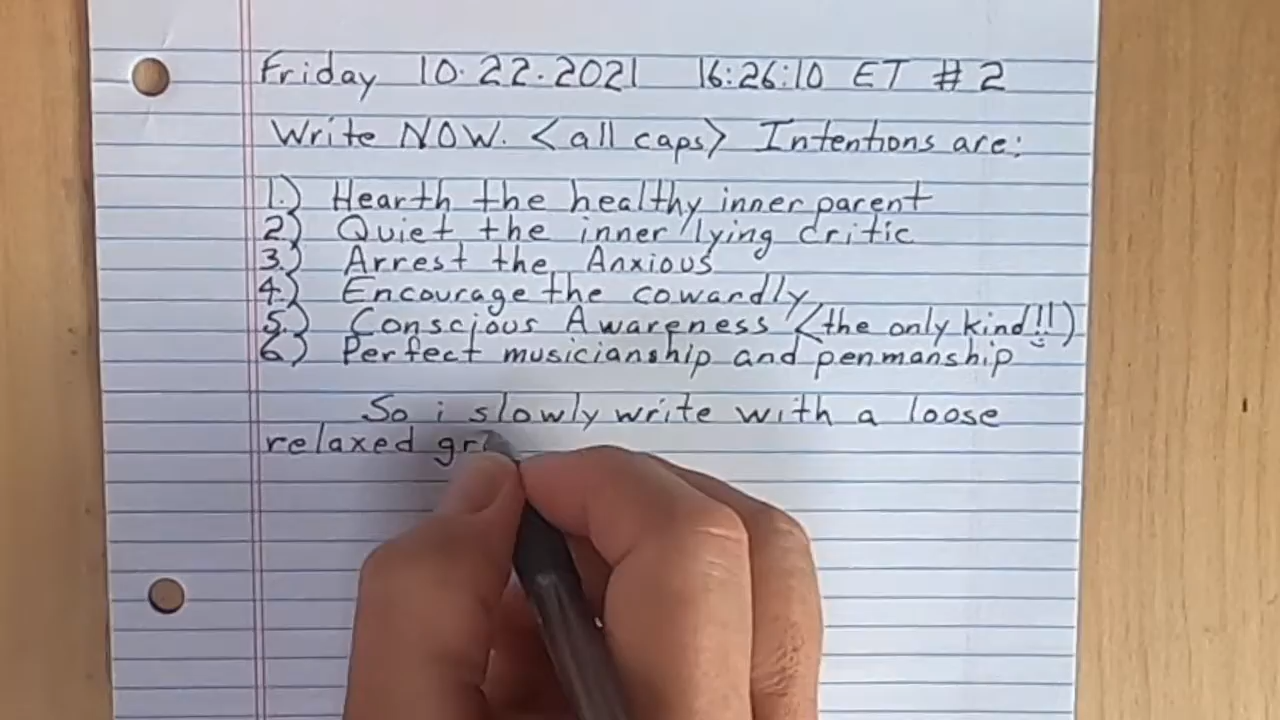 Friday 10.22.2021 16:26:10 ET #2
Write NOW. <all caps> Intentions are:
1.) Hearth the healthy inner parent
2.) Quiet the inner lying critic
3.) Arrest the Anxious
4.) Encourage the cowardly
5.) Conscious Awareness (the only kind!!)
6.) Perfect musicianship and penmanship
So i slowly write with a loose
relaxed gri